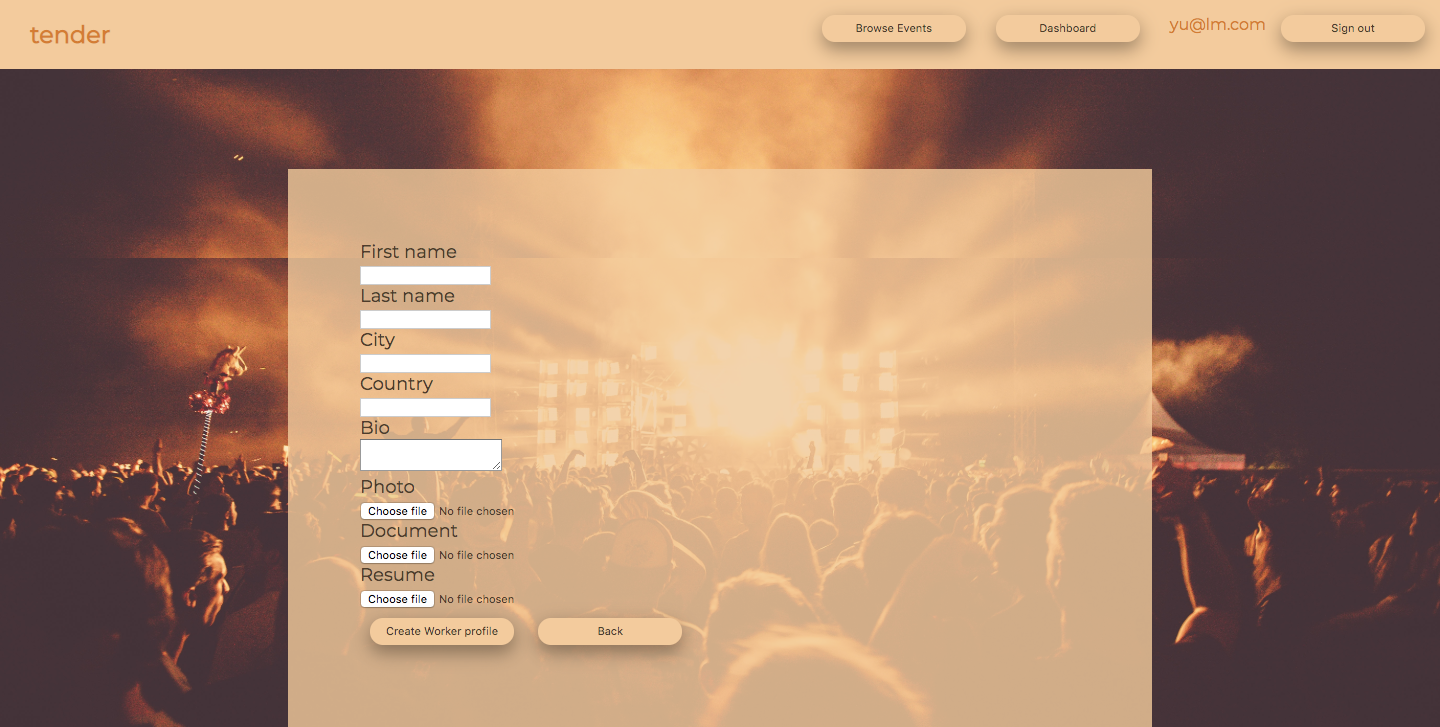 tender
Browse Events
Dashboard
yu@lm.com
Sign out
First name
Last name
City
Country
Bio
Photo
Choose file No file chosen
Document
Choose file No file chosen
Resume
Choose file No file chosen
Create Worker profile
Back